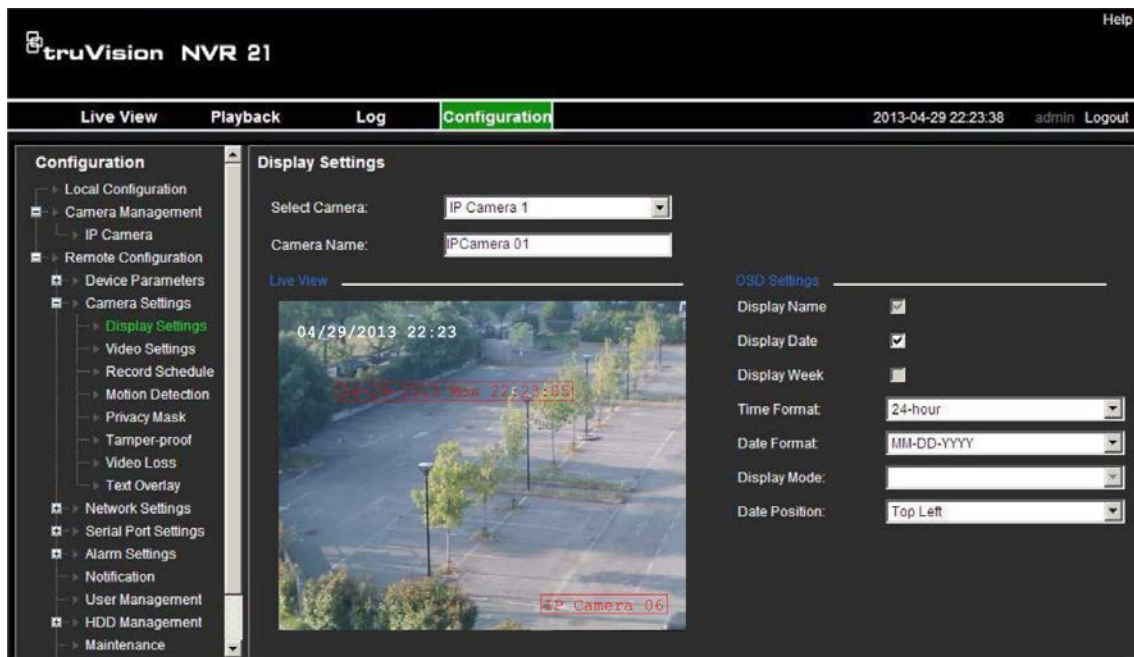 Help
truVision NVR 21
Live View Playback Log Configuration 2013-04-29 22:23:38 admin Logout
Configuration
Local Configuration
Camera Management
IP Camera
Remote Configuration
Device Parameters
Camera Settings
Display Settings
Video Settings
Record Schedule
Motion Detection
Privacy Mask
Tamper-proof
Video Loss
Text Overlay
Network Settings
Serial Port Settings
Alarm Settings
Notification
User Management
HDD Management
Maintenance
Display Settings
Select Camera: IP Camera 1
Camera Name: IPCamera 01
Live View
04/29/2013 22:23
04-29-2013 Mon 22:23:05
IP Camera 06
OSD Settings
Display Name
Display Date
Display Week
Time Format: 24-hour
Date Format: MM-DD-YYYY
Display Mode:
Date Position: Top Left